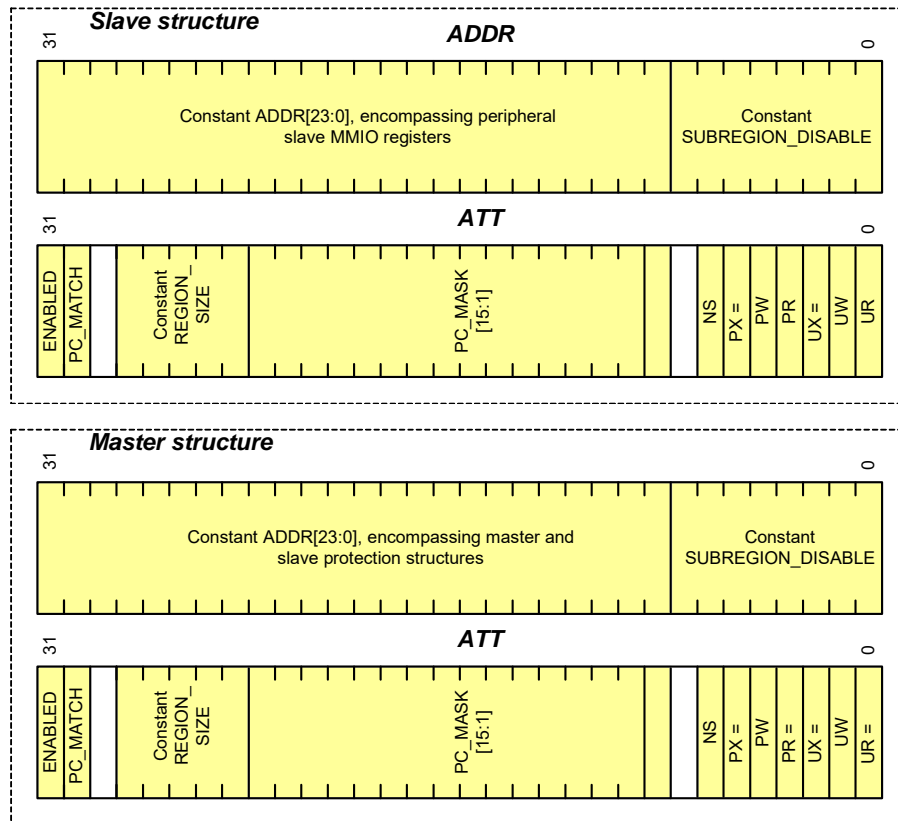 Slave structure
31
ADDR
0
Constant ADDR[23:0], encompassing peripheral
slave MMIO registers
Constant
SUBREGION_DISABLE
31
ATT
0
ENABLED
PC_MATCH
Constant
REGION_
SIZE
PC_MASK
[15:1]
NS
PX =
PW
PR
UX =
UW
UR
Master structure
31
0
Constant ADDR[23:0], encompassing master and
slave protection structures
Constant
SUBREGION_DISABLE
31
ATT
0
ENABLED
PC_MATCH
Constant
REGION_
SIZE
PC_MASK
[15:1]
NS
PX =
PW
PR =
UX =
UW
UR =